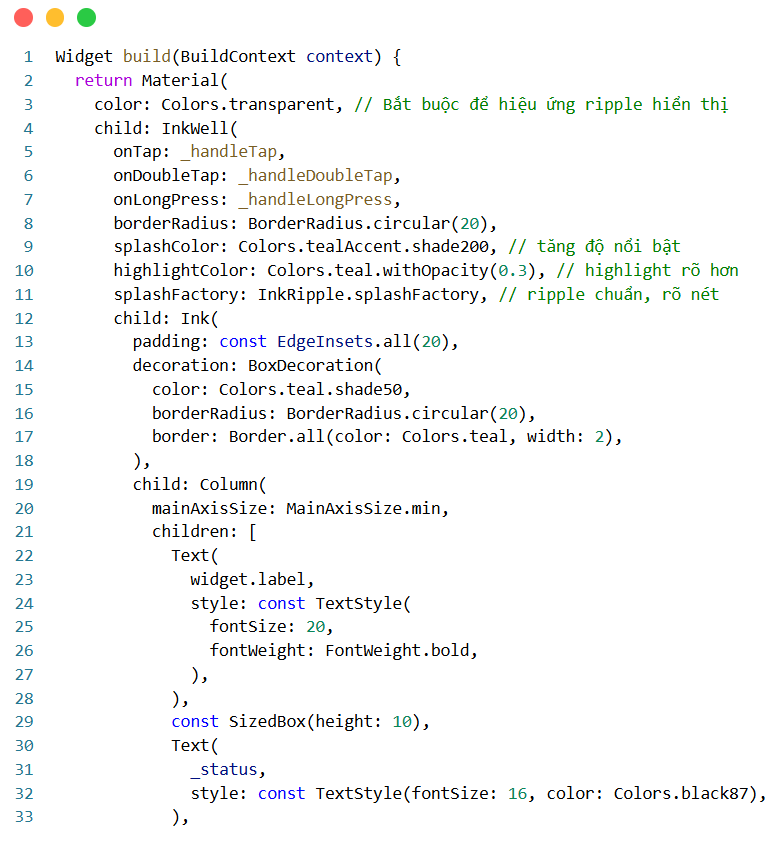 1 Widget build(BuildContext context) {
2   return Material(
3     color: Colors.transparent, // Bắt buộc để hiệu ứng ripple hiển thị
4     child: InkWell(
5       onTap: _handleTap,
6       onDoubleTap: _handleDoubleTap,
7       onLongPress: _handleLongPress,
8       borderRadius: BorderRadius.circular(20),
9       splashColor: Colors.tealAccent.shade200, // tăng độ nổi bật
10       highlightColor: Colors.teal.withOpacity(0.3), // highlight rõ hơn
11       splashFactory: InkRipple.splashFactory, // ripple chuẩn, rõ nét
12       child: Ink(
13         padding: const EdgeInsets.all(20),
14         decoration: BoxDecoration(
15           color: Colors.teal.shade50,
16           borderRadius: BorderRadius.circular(20),
17           border: Border.all(color: Colors.teal, width: 2),
18         ),
19         child: Column(
20           mainAxisSize: MainAxisSize.min,
21           children: [
22             Text(
23               widget.label,
24               style: const TextStyle(
25                 fontSize: 20,
26                 fontWeight: FontWeight.bold,
27               ),
28             ),
29             const SizedBox(height: 10),
30             Text(
31               _status,
32               style: const TextStyle(fontSize: 16, color: Colors.black87),
33             ),